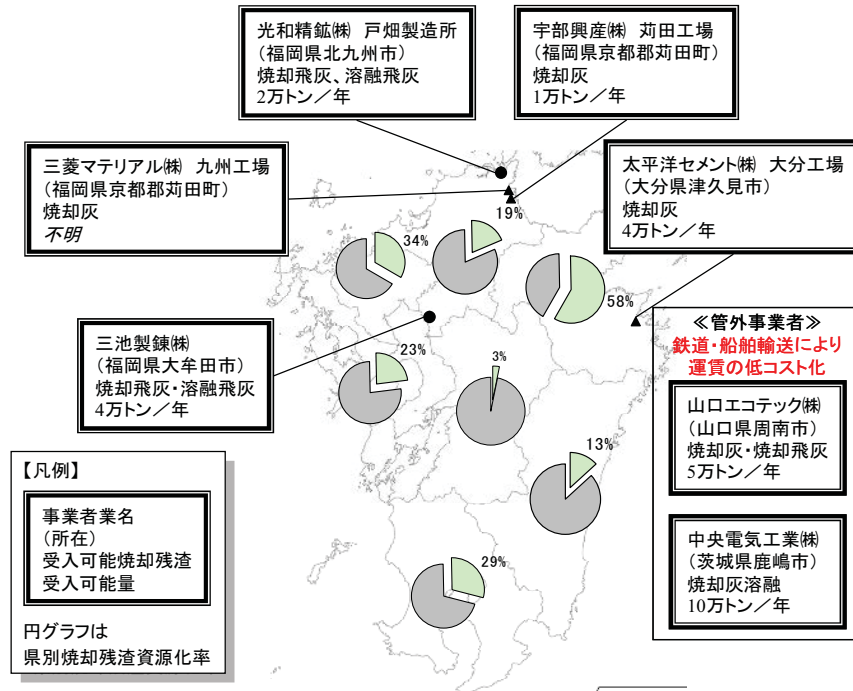 光和精鉱㈱ 戸畑製造所
(福岡県北九州市)
焼却飛灰、溶融飛灰
2万トン／年
宇部興産㈱ 苅田工場
(福岡県京都郡苅田町)
焼却灰
1万トン／年
三菱マテリアル㈱ 九州工場
(福岡県京都郡苅田町)
焼却灰
不明
太平洋セメント㈱ 大分工場
(大分県津久見市)
焼却灰
4万トン／年
19%
34%
58%
三池製錬㈱
(福岡県大牟田市)
焼却飛灰・溶融飛灰
4万トン／年
23%
3%
13%
29%
≪管外事業者≫
鉄道・船舶輸送により
運賃の低コスト化
山口エコテック㈱
(山口県周南市)
焼却灰・焼却飛灰
5万トン／年
中央電気工業㈱
(茨城県鹿嶋市)
焼却灰溶融
10万トン／年
【凡例】
事業者業名
(所在)
受入可能焼却残渣
受入可能量
円グラフは
県別焼却残渣資源化率